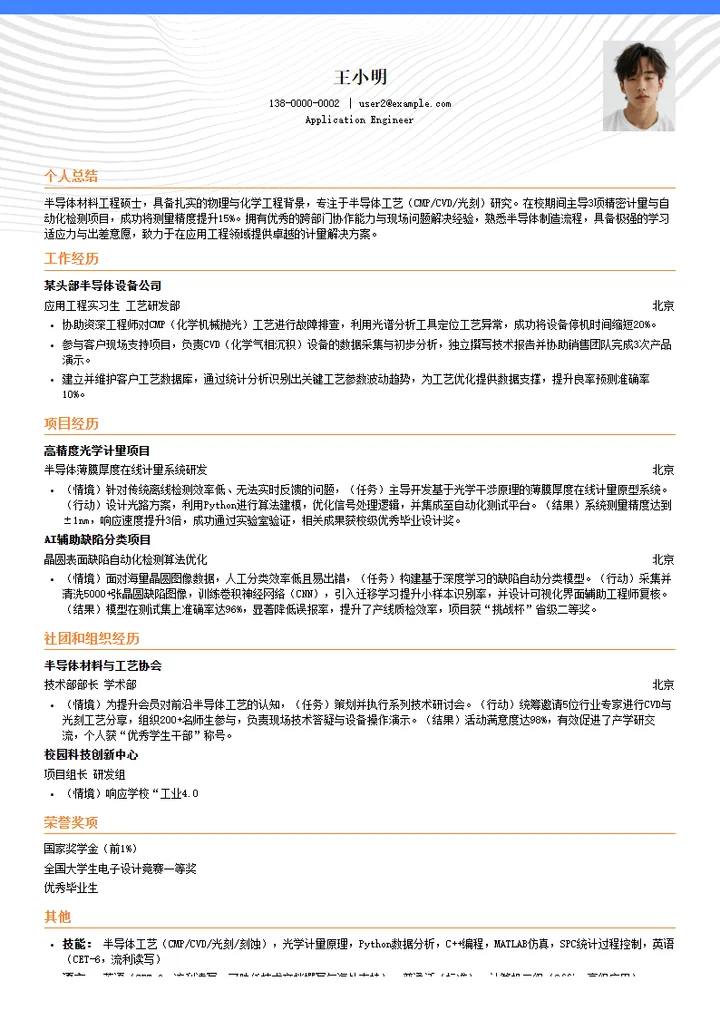 王小明
138-0000-0002 | user2@example.com
Application Engineer
个人总结
半导体材料工程硕士，具备扎实的物理与化学工程背景，专注于半导体工艺（CMP/CVD/光刻）研究。在校期间主导3项精密计量与自
动化检测项目，成功将测量精度提升15%。拥有优秀的跨部门协作能力与现场问题解决经验，熟悉半导体制造流程，具备极强的学习
适应力与出差意愿，致力于在应用工程领域提供卓越的计量解决方案。
工作经历
某头部半导体设备公司
应用工程实习生 工艺研发部 北京
• 协助资深工程师对CMP（化学机械抛光）工艺进行故障排查，利用光谱分析工具定位工艺异常，成功将设备停机时间缩短20%。
• 参与客户现场支持项目，负责CVD（化学气相沉积）设备的数据采集与初步分析，独立撰写技术报告并协助销售团队完成3次产品
演示。
• 建立并维护客户工艺数据库，通过统计分析识别出关键工艺参数波动趋势，为工艺优化提供数据支撑，提升良率预测准确率
10%。
项目经历
高精度光学计量项目
半导体薄膜厚度在线计量系统研发 北京
• （情境）针对传统离线检测效率低、无法实时反馈的问题，（任务）主导开发基于光学干涉原理的薄膜厚度在线计量原型系统。
（行动）设计光路方案，利用Python进行算法建模，优化信号处理逻辑，并集成至自动化测试平台。（结果）系统测量精度达到
±1nm，响应速度提升3倍，成功通过实验室验证，相关成果获校级优秀毕业设计奖。
AI辅助缺陷分类项目
晶圆表面缺陷自动化检测算法优化 北京
• （情境）面对海量晶圆图像数据，人工分类效率低且易出错，（任务）构建基于深度学习的缺陷自动分类模型。（行动）采集并
清洗5000+张晶圆缺陷图像，训练卷积神经网络（CNN），引入迁移学习提升小样本识别率，并设计可视化界面辅助工程师复核。
（结果）模型在测试集上准确率达96%，显著降低误报率，提升了产线质检效率，项目获“挑战杯”省级二等奖。
社团和组织经历
半导体材料与工艺协会
技术部部长 学术部 北京
• （情境）为提升会员对前沿半导体工艺的认知，（任务）策划并执行系列技术研讨会。（行动）统筹邀请5位行业专家进行CVD与
光刻工艺分享，组织200+名师生参与，负责现场技术答疑与设备操作演示。（结果）活动满意度达98%，有效促进了产学研交
流，个人获“优秀学生干部”称号。
校园科技创新中心
项目组长 研发组
• （情境）响应学校“工业4.0
荣誉奖项
国家奖学金（前1%）
全国大学生电子设计竞赛一等奖
优秀毕业生
其他
• 技能： 半导体工艺（CMP/CVD/光刻/刻蚀），光学计量原理，Python数据分析，C++编程，MATLAB仿真，SPC统计过程控制，英语
（CET-6，流利读写）